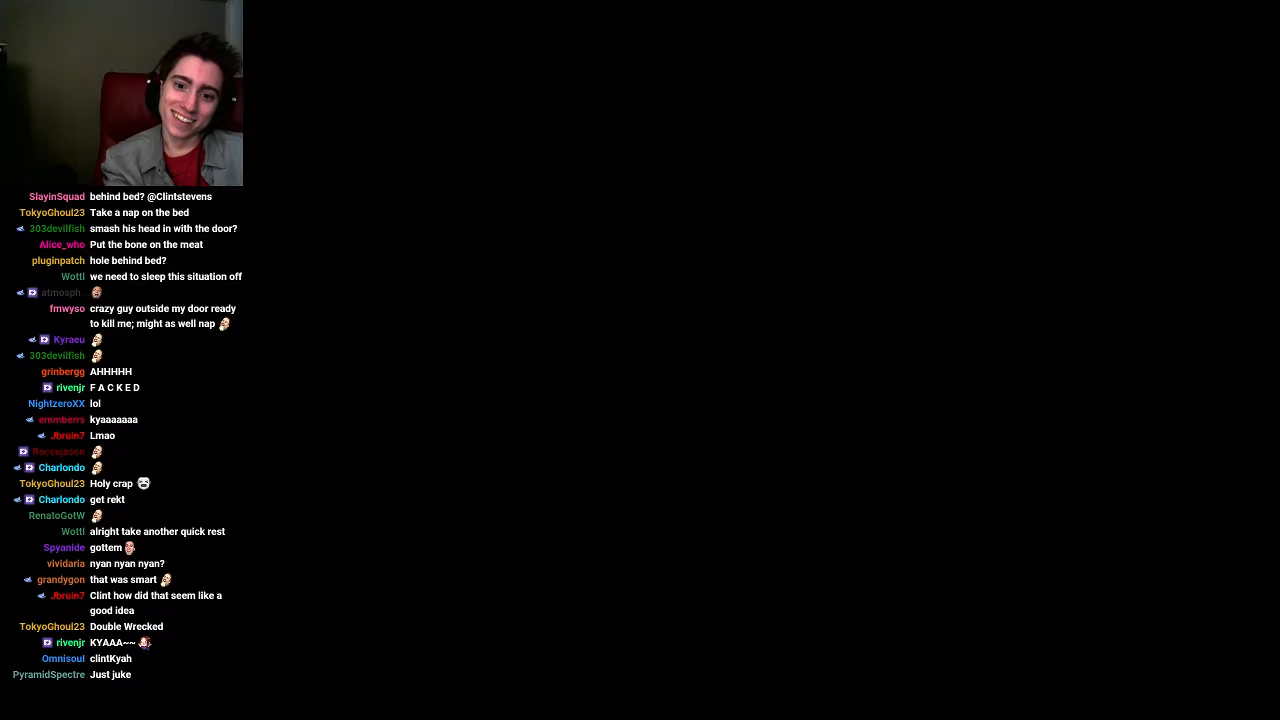 SlayinSquad behind bed? @Clintstevens
TokyoGhoul23 Take a nap on the bed
303devilfish smash his head in with the door?
Alice_who Put the bone on the meat
pluginpatch hole behind bed?
Wottl we need to sleep this situation off
atmosph
fmwyso crazy guy outside my door ready
to kill me; might as well nap
Kyraeu
303devilfish
grinbergg AHHHHH
rivenjr F A C K E D
NightzeroXX lol
emmberrs kyaaaaaaa
Jbruin7 Lmao
Roccojason
Charlondo
TokyoGhoul23 Holy crap
Charlondo get rekt
RenatoGotW
Wottl alright take another quick rest
Spyanide gottem
vividaria nyan nyan nyan?
grandygon that was smart
Jbruin7 Clint how did that seem like a
good idea
TokyoGhoul23 Double Wrecked
rivenjr KYAAA~~
Omnisoul clintKyah
PyramidSpectre Just juke